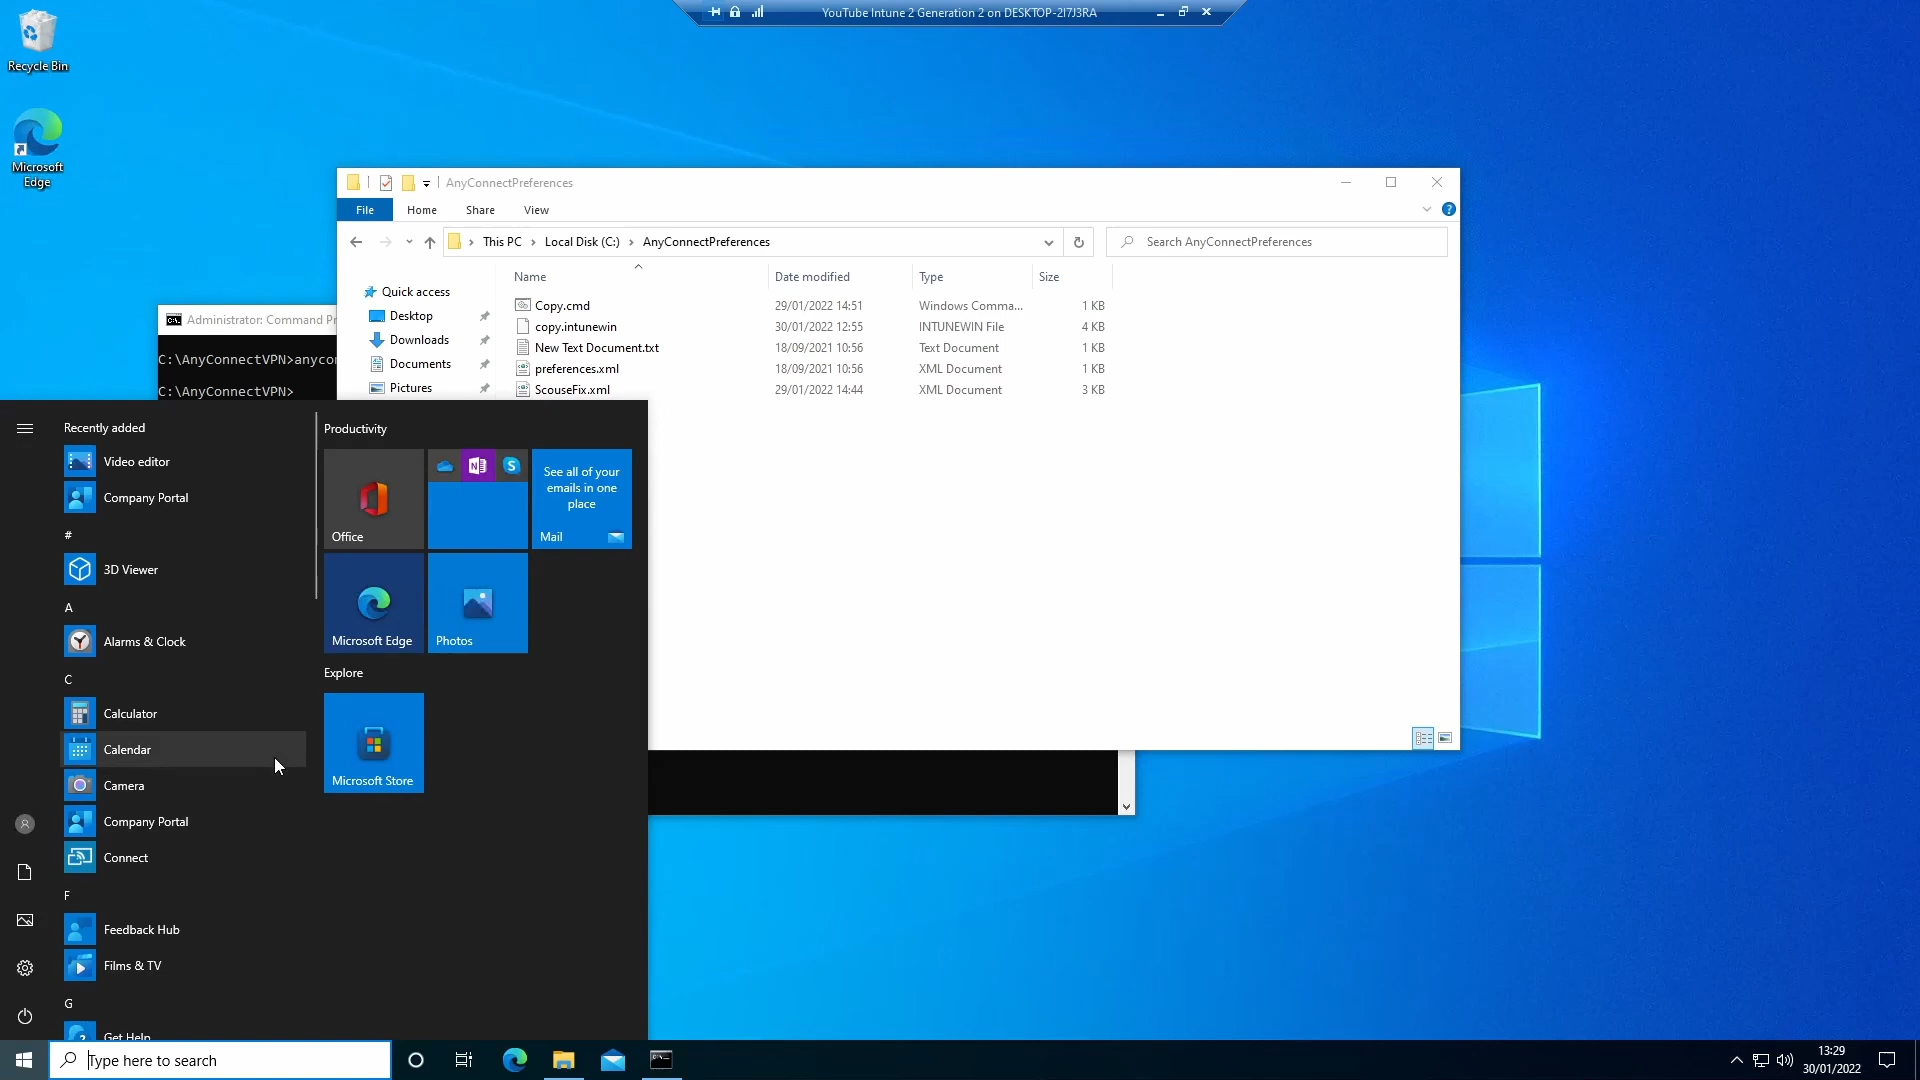 YouTube Intune 2 Generation 2 on DESKTOP-2I7J3RA
Recycle Bin
Microsoft
Edge
AnyConnectPreferences
File
Home
Share
View
This PC
Local Disk (C:)
AnyConnectPreferences
Search AnyConnectPreferences
Name
Date modified
Type
Size
Quick access
Desktop
Downloads
Documents
Pictures
Copy.cmd 29/01/2022 14:51 Windows Comma... 1 KB
copy.intunewin 30/01/2022 12:55 INTUNEWIN File 4 KB
New Text Document.txt 18/09/2021 10:56 Text Document 1 KB
preferences.xml 18/09/2021 10:56 XML Document 1 KB
ScouseFix.xml 29/01/2022 14:44 XML Document 3 KB
Administrator: Command Pr
C:\AnyConnectVPN>anycon
C:\AnyConnectVPN>
Recently added
Video editor
Company Portal
#
3D Viewer
A
Alarms & Clock
C
Calculator
Calendar
Camera
Company Portal
Connect
F
Feedback Hub
Films & TV
G
Get Help
Productivity
Office
See all of your
emails in one
place
Mail
Microsoft Edge
Photos
Explore
Microsoft Store
Type here to search
13:29
30/01/2022